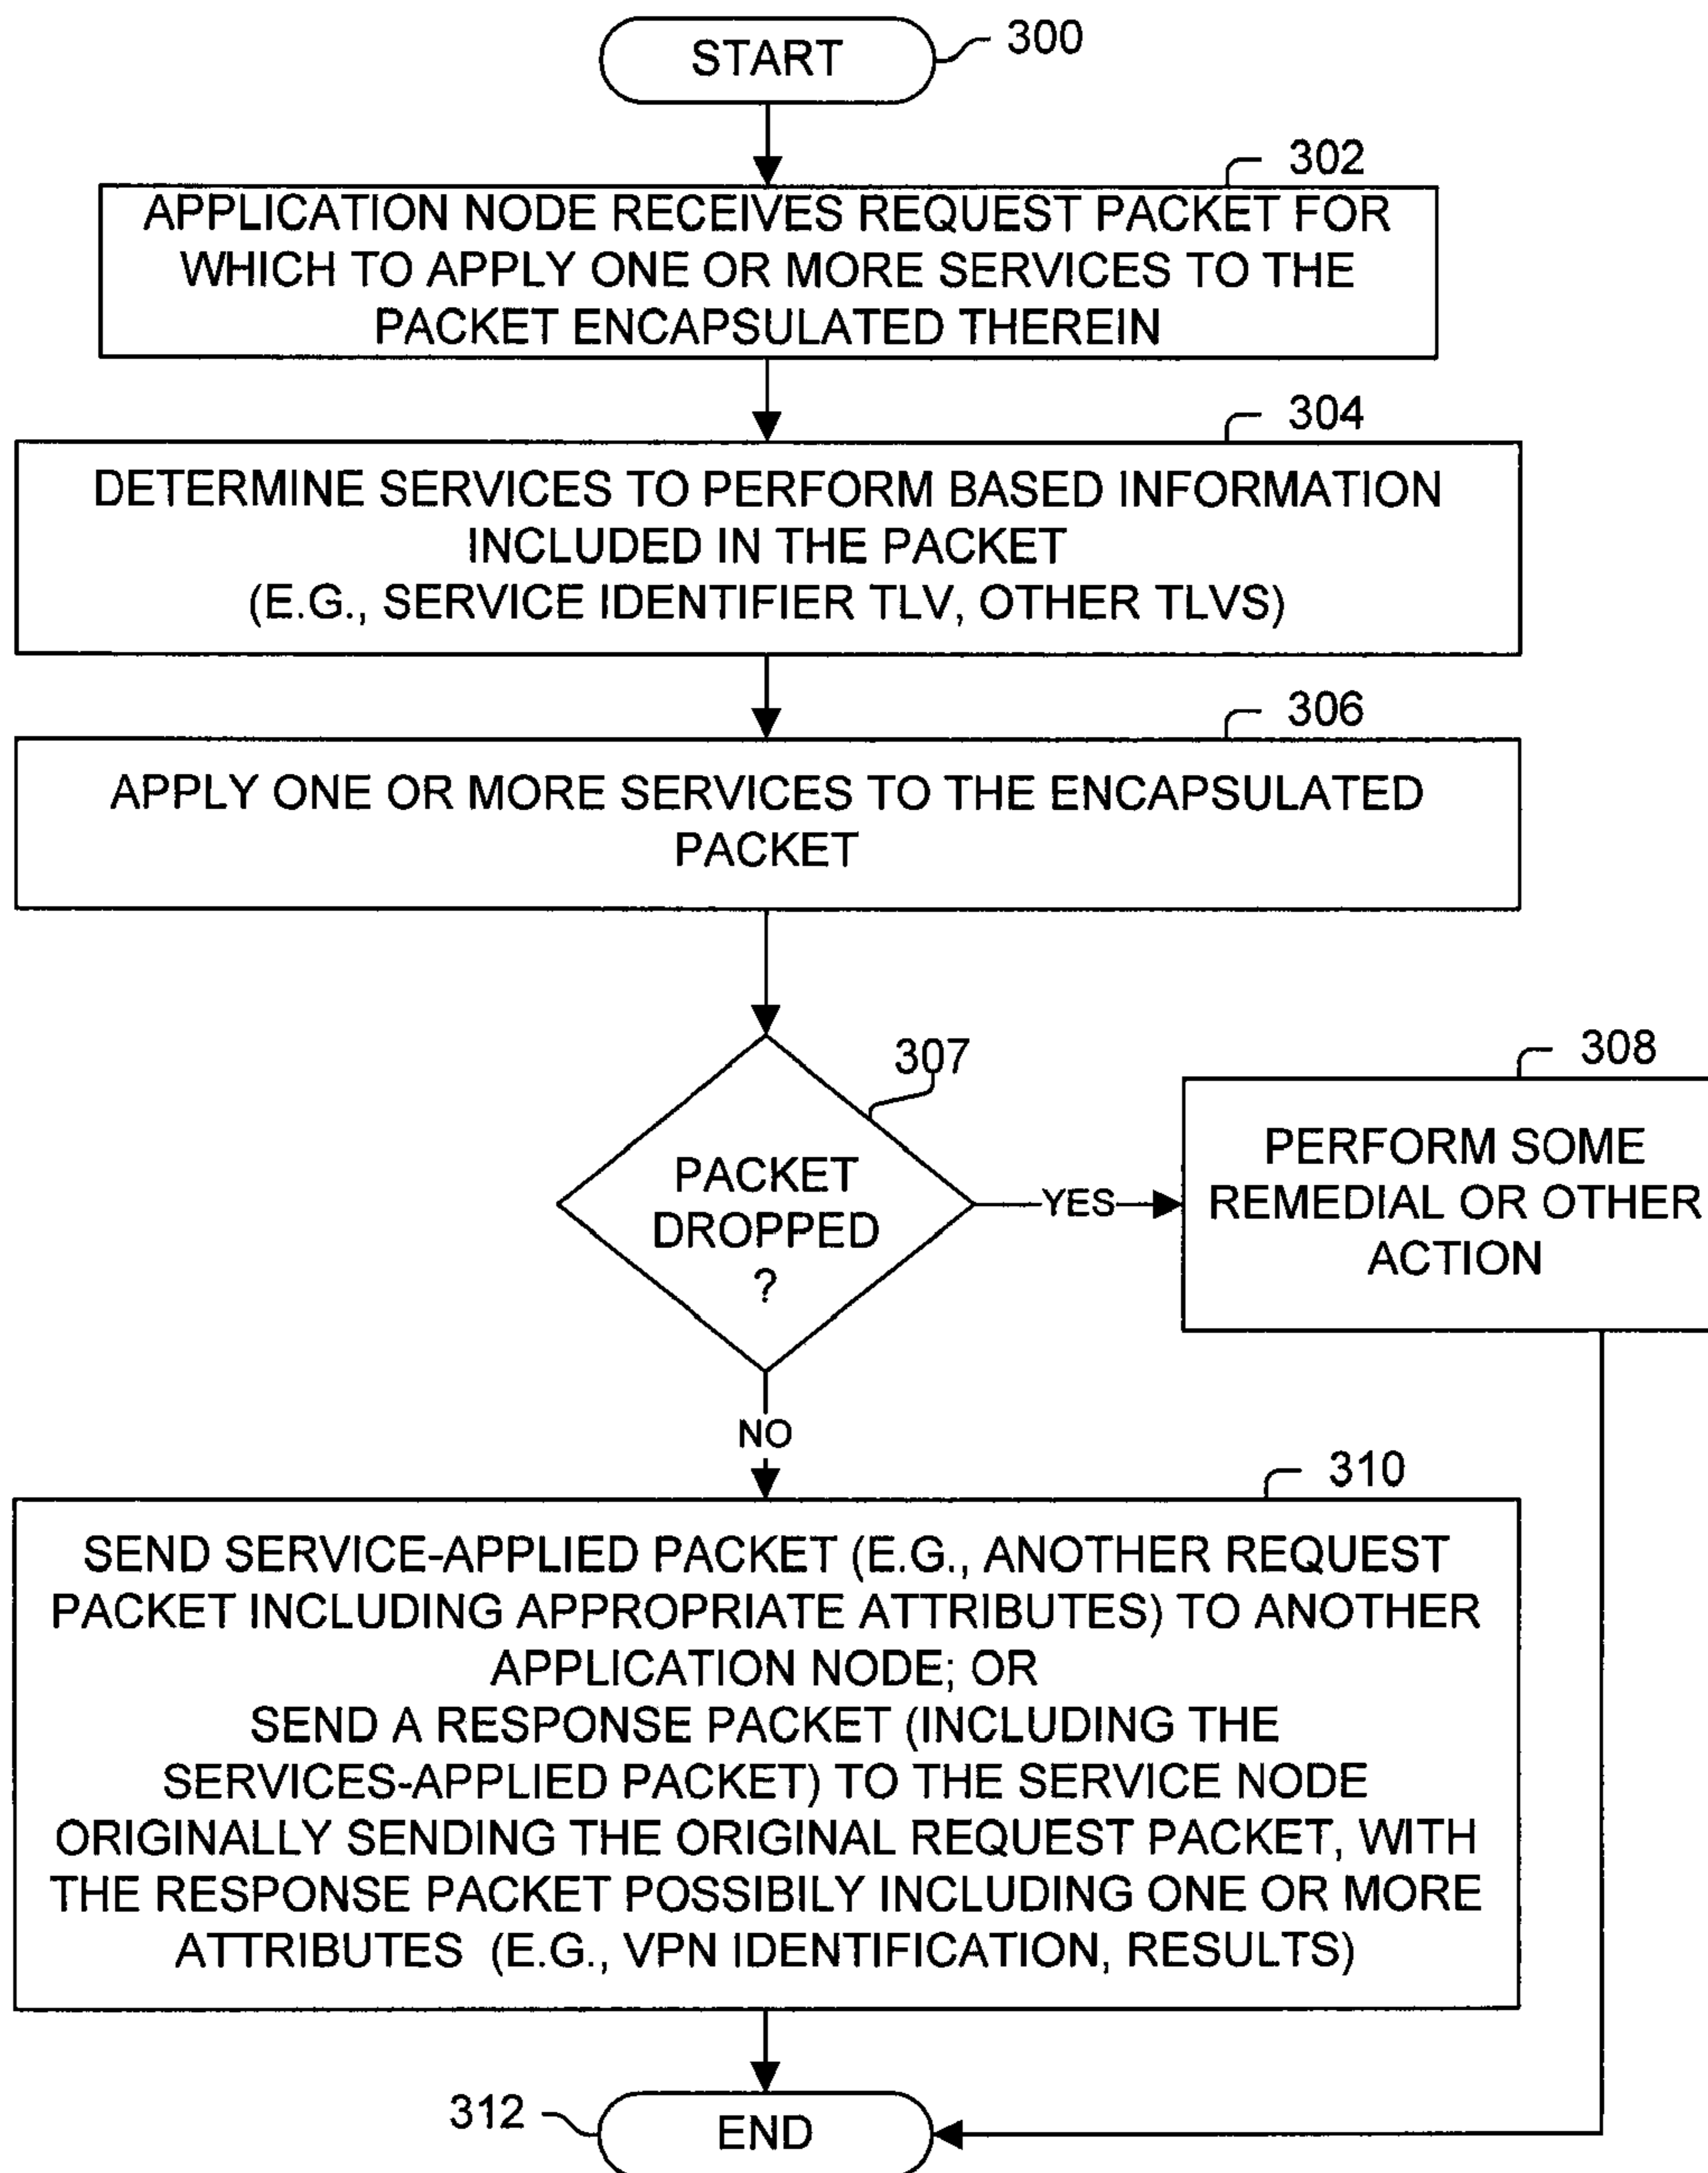 START
300
302
APPLICATION NODE RECEIVES REQUEST PACKET FOR
WHICH TO APPLY ONE OR MORE SERVICES TO THE
PACKET ENCAPSULATED THEREIN
304
DETERMINE SERVICES TO PERFORM BASED INFORMATION
INCLUDED IN THE PACKET
(E.G., SERVICE IDENTIFIER TLV, OTHER TLVS)
306
APPLY ONE OR MORE SERVICES TO THE ENCAPSULATED
PACKET
307
PACKET
DROPPED
?
YES
308
PERFORM SOME
REMEDIAL OR OTHER
ACTION
NO
310
SEND SERVICE-APPLIED PACKET (E.G., ANOTHER REQUEST
PACKET INCLUDING APPROPRIATE ATTRIBUTES) TO ANOTHER
APPLICATION NODE; OR
SEND A RESPONSE PACKET (INCLUDING THE
SERVICES-APPLIED PACKET) TO THE SERVICE NODE
ORIGINALLY SENDING THE ORIGINAL REQUEST PACKET, WITH
THE RESPONSE PACKET POSSIBILY INCLUDING ONE OR MORE
ATTRIBUTES (E.G., VPN IDENTIFICATION, RESULTS)
312
END